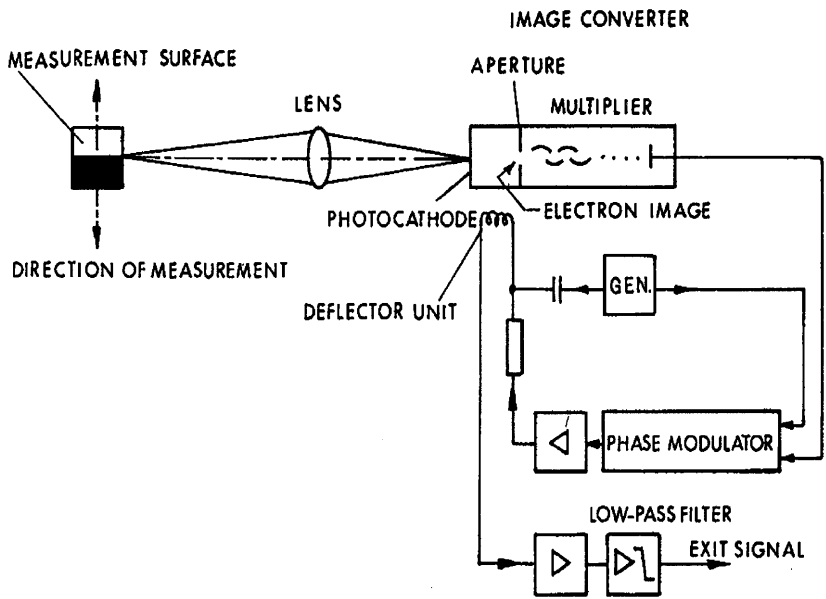 IMAGE CONVERTER
MEASUREMENT SURFACE
APERTURE
LENS
MULTIPLIER
PHOTOCATHODE
ELECTRON IMAGE
DIRECTION OF MEASUREMENT
DEFLECTOR UNIT
GEN.
PHASE MODULATOR
LOW-PASS FILTER
EXIT SIGNAL